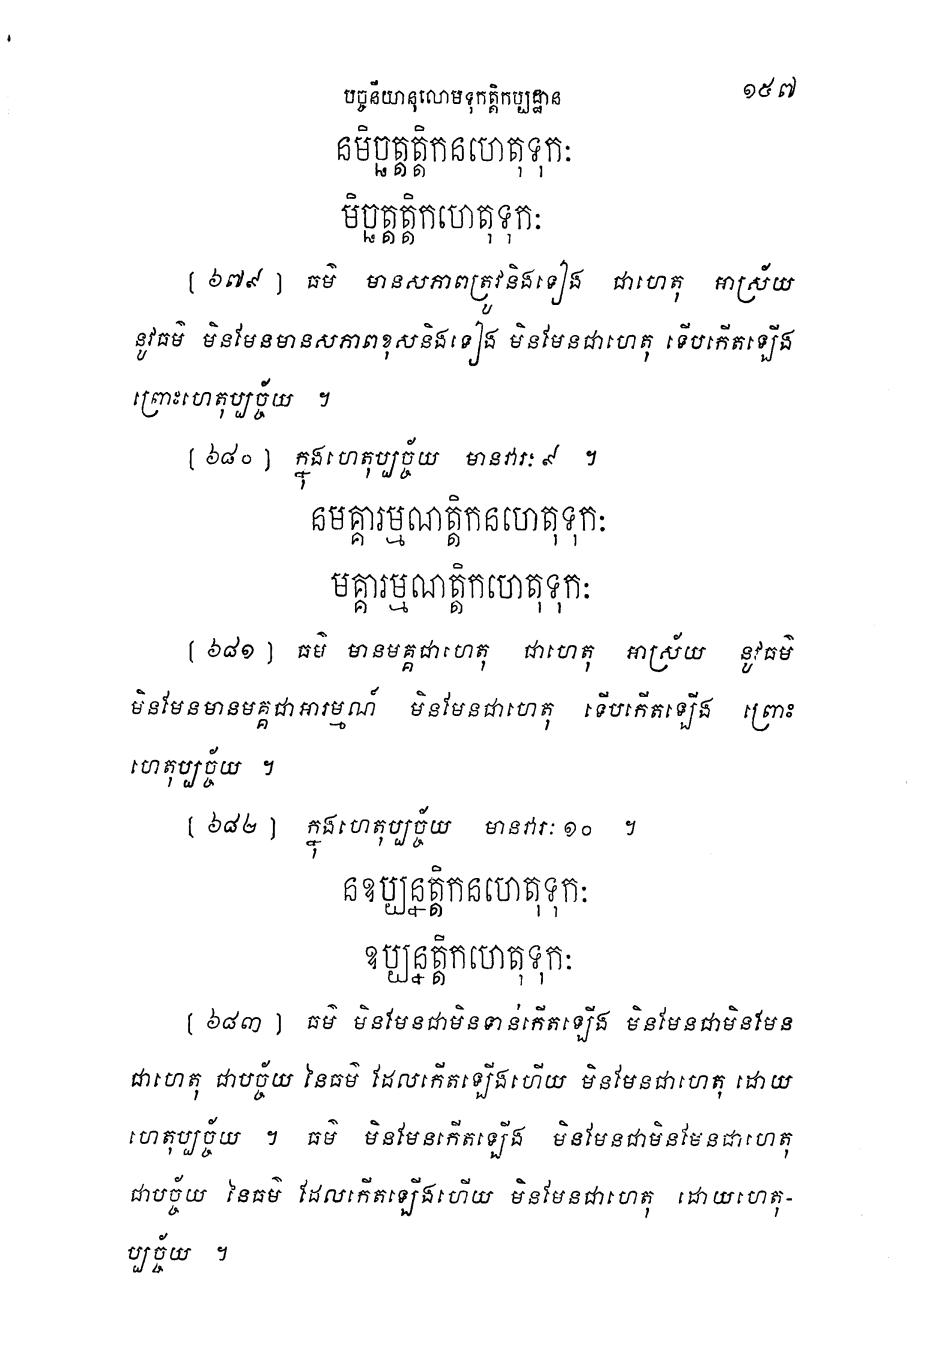 បច្ចនីយានុលោមទុកត្តិកប្បដ្ឋាន ១៥៧
នមិច្ឆត្តត្តិកនហេតុទុកៈ
មិច្ឆត្តត្តិកហេតុទុកៈ
[ ៦៧៩ ] ធម៌ មានសភាពត្រូវនិងទៀង ជាហេតុ អាស្រ័យ
នូវធម៌ មិនមែនមានសភាពខុសនិងទៀង មិនមែនជាហេតុ ទើបកើតឡើង
ព្រោះហេតុប្បច្ច័យ ។
[ ៦៨០ ] ក្នុងហេតុប្បច្ច័យ មានវារៈ ៩ ។
នមគ្គារម្មណត្តិកនហេតុទុកៈ
មគ្គារម្មណត្តិកហេតុទុកៈ
[ ៦៨១ ] ធម៌ មានមគ្គជាហេតុ ជាហេតុ អាស្រ័យ នូវធម៌
មិនមែនមានមគ្គជាអារម្មណ៍ មិនមែនជាហេតុ ទើបកើតឡើង ព្រោះ
ហេតុប្បច្ច័យ ។
[ ៦៨២ ] ក្នុងហេតុប្បច្ច័យ មានវារៈ ១០ ។
នឧប្បន្នត្តិកនហេតុទុកៈ
ឧប្បន្នត្តិកហេតុទុកៈ
[ ៦៨៣ ] ធម៌ មិនមែនជាមិនទាន់កើតឡើង មិនមែនជាមិនមែន
ជាហេតុ ជាបច្ច័យ នៃធម៌ ដែលកើតឡើងហើយ មិនមែនជាហេតុ ដោយ
ហេតុប្បច្ច័យ ។ ធម៌ មិនមែនកើតឡើង មិនមែនជាមិនមែនជាហេតុ
ជាបច្ច័យ នៃធម៌ ដែលកើតឡើងហើយ មិនមែនជាហេតុ ដោយហេតុ-
ប្បច្ច័យ ។